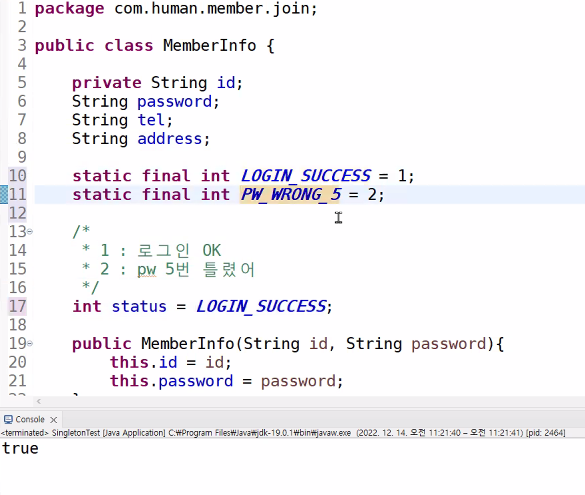 1 package com.human.member.join;
2
3 public class MemberInfo {
4
5 private String id;
6 String password;
7 String tel;
8 String address;
9
10 static final int LOGIN_SUCCESS = 1;
11 static final int PW_WRONG_5 = 2;
12
13 /*
14 * 1 : 로그인 OK
15 * 2 : pw 5번 틀렸어
16 */
17 int status = LOGIN_SUCCESS;
18
19 public MemberInfo(String id, String password){
20 this.id = id;
21 this.password = password;
Console
<terminated> SingletonTest [Java Application] C:₩Program Files₩Java₩jdk-19.0.1₩bin₩javaw.exe (2022. 12. 14. 오전 11:21:40 – 오전 11:21:41) [pid: 2464]
true